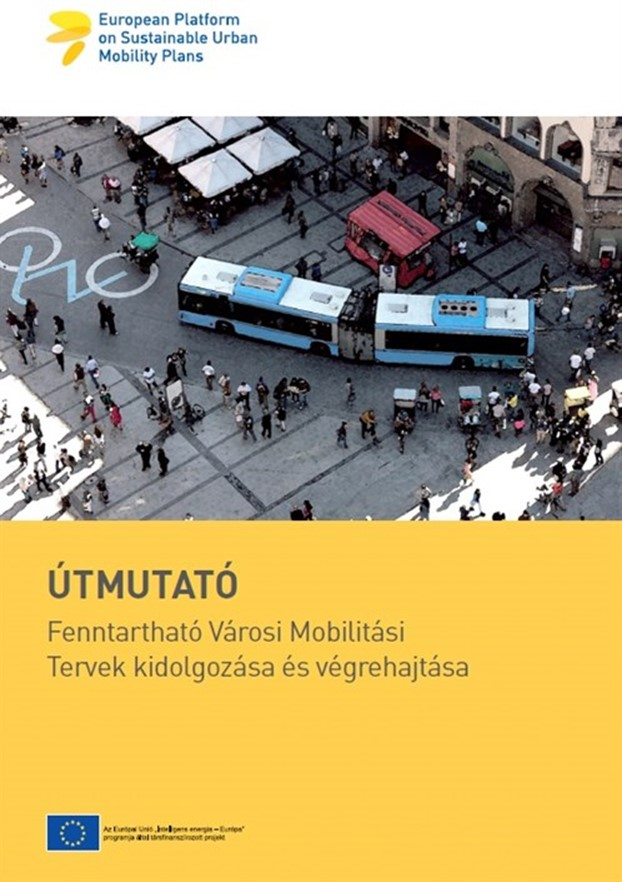 European Platform
on Sustainable Urban
Mobility Plans
ÚTMUTATÓ
Fenntartható Városi Mobilitási
Tervek kidolgozása és végrehajtása
Az Európai Unió „Intelligens energia – Európa”
programja által társfinanszírozott projekt